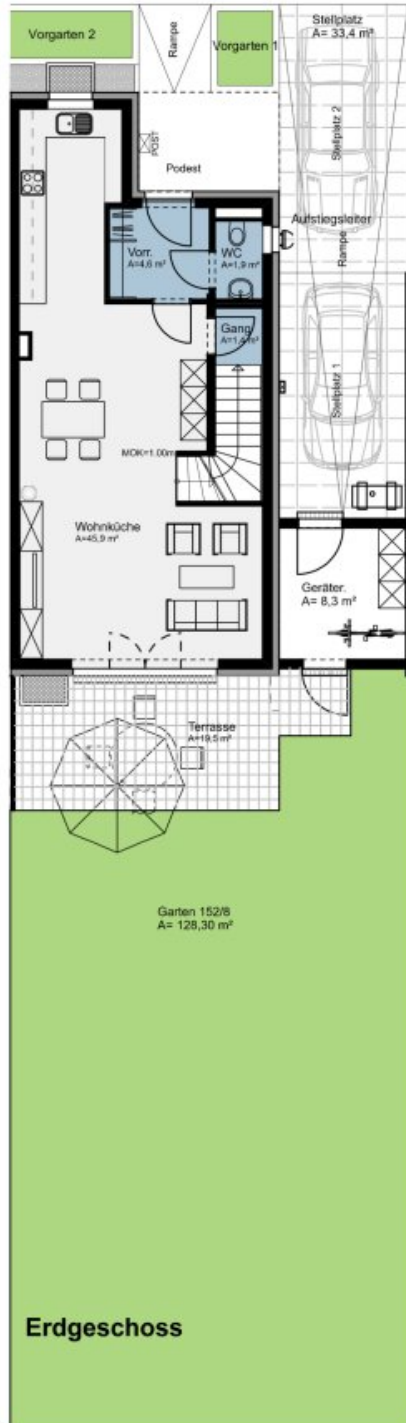 Vorgarten 2
Rampe
Vorgarten 1
Stellplatz
A= 33,4 m²
Stellplatz 2
POST
Podest
Aufstiegsleiter
Rampe
Vorr.
A=4,6 m²
WC
A=1,9 m²
Gang
A=1,4 m²
Stellplatz 1
MOK=1.00m
Wohnküche
A=45,9 m²
Geräter.
A= 8,3 m²
Terrasse
A=19,5 m²
Garten 152/8
A= 128,30 m²
Erdgeschoss